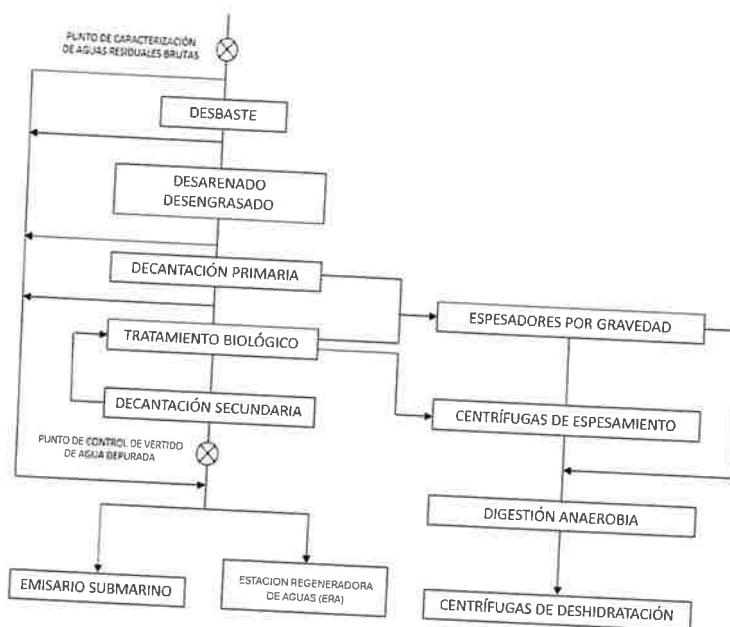 PUNTO DE CARACTERIZACIÓN
DE AGUAS RESIDUALES BRUTAS
DESBASTE
DESARENADO
DESENGRASADO
DECANTACIÓN PRIMARIA
ESPESADORES POR GRAVEDAD
TRATAMIENTO BIOLÓGICO
DECANTACIÓN SECUNDARIA
CENTRÍFUGAS DE ESPESAMIENTO
PUNTO DE CONTROL DE VERTIDO
DE AGUA DEPURADA
DIGESTIÓN ANAEROBIA
EMISARIO SUBMARINO
ESTACION REGENERADORA
DE AGUAS (ERA)
CENTRÍFUGAS DE DESHIDRATACIÓN